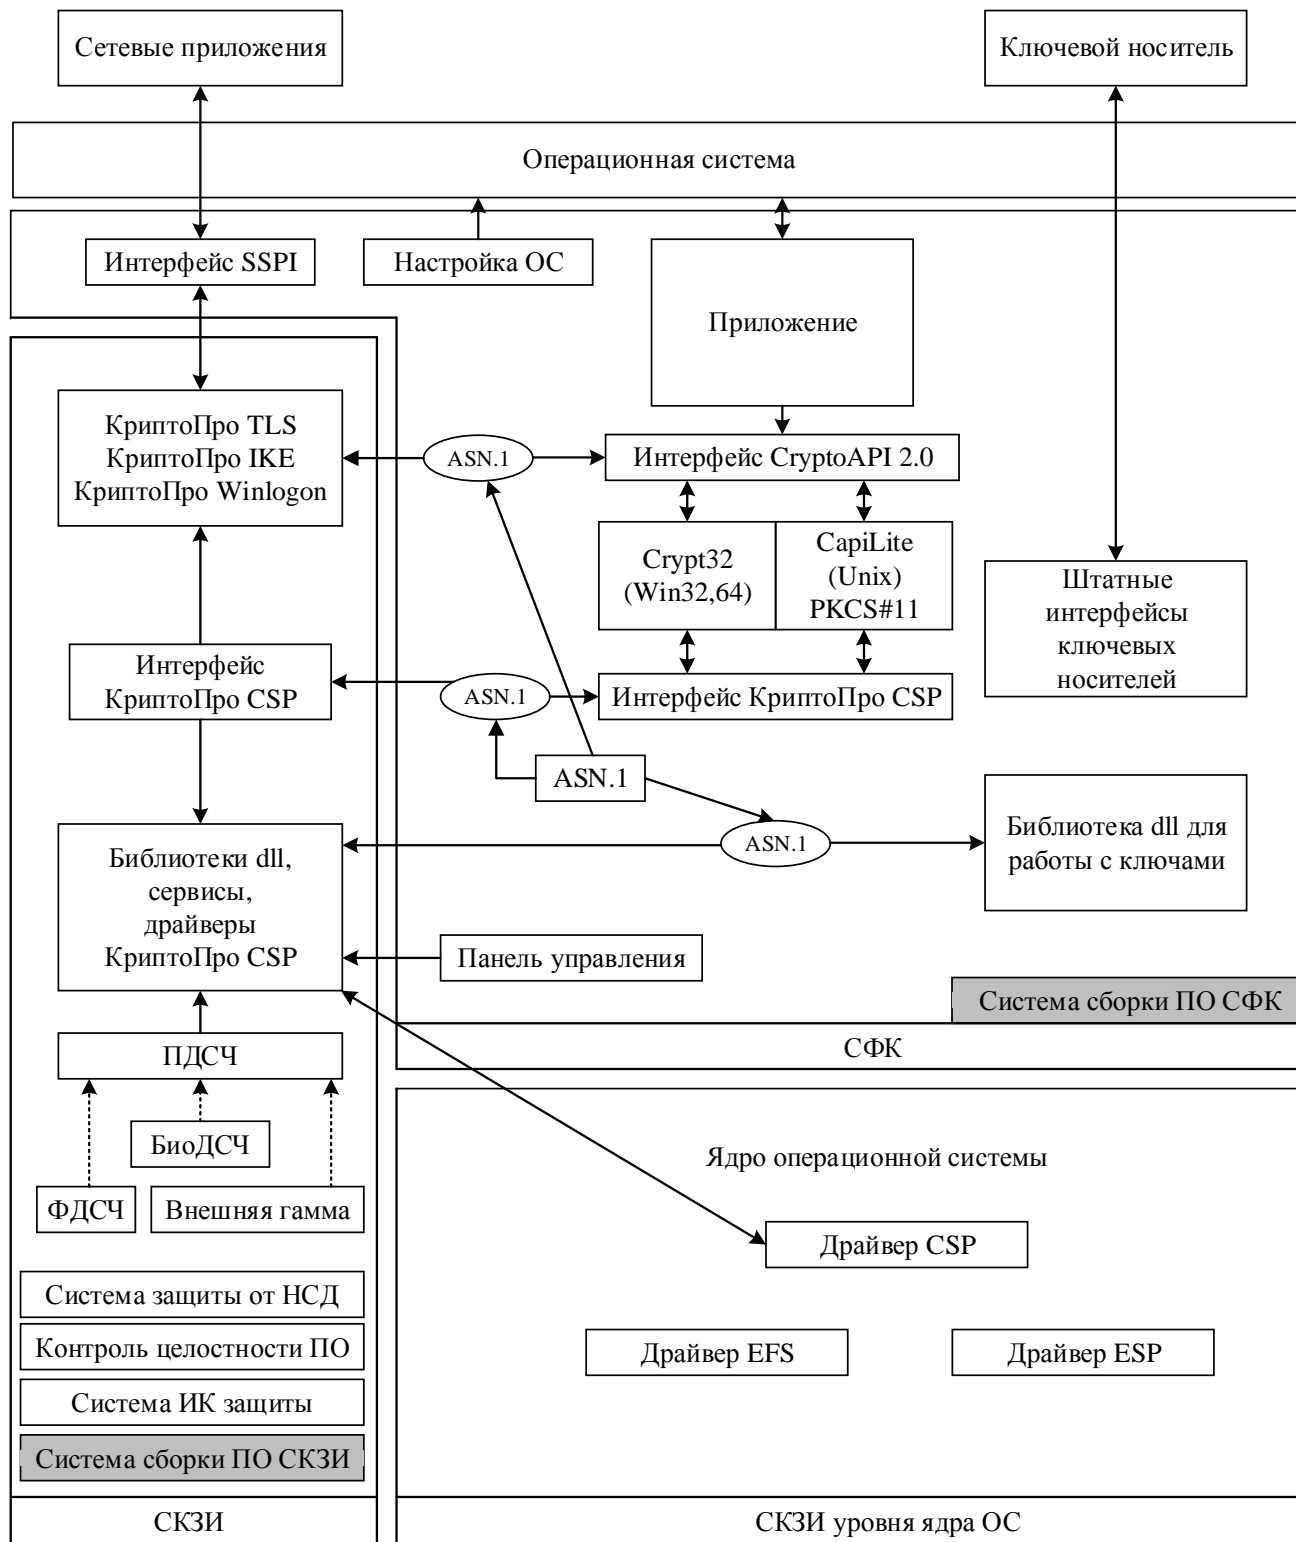 Сетевые приложения
Ключевой носитель
Операционная система
Интерфейс SSPI
Настройка ОС
Приложение
КриптоПро TLS
КриптоПро IKE
КриптоПро Winlogon
ASN.1
Интерфейс CryptoAPI 2.0
Crypt32
(Win32,64)
CapiLite
(Unix)
PKCS#11
Штатные
интерфейсы
ключевых
носителей
Интерфейс
КриптоПро CSP
ASN.1
Интерфейс КриптоПро CSP
ASN.1
Библиотеки dll,
сервисы,
драйверы
КриптоПро CSP
ASN.1
Библиотека dll для
работы с ключами
Панель управления
Система сборки ПО СФК
СФК
ПДСЧ
БиоДСЧ
ФДСЧ
Внешняя гамма
Ядро операционной системы
Драйвер CSP
Драйвер EFS
Драйвер ESP
Система защиты от НСД
Контроль целостности ПО
Система ИК защиты
Система сборки ПО СКЗИ
СКЗИ
СКЗИ уровня ядра ОС